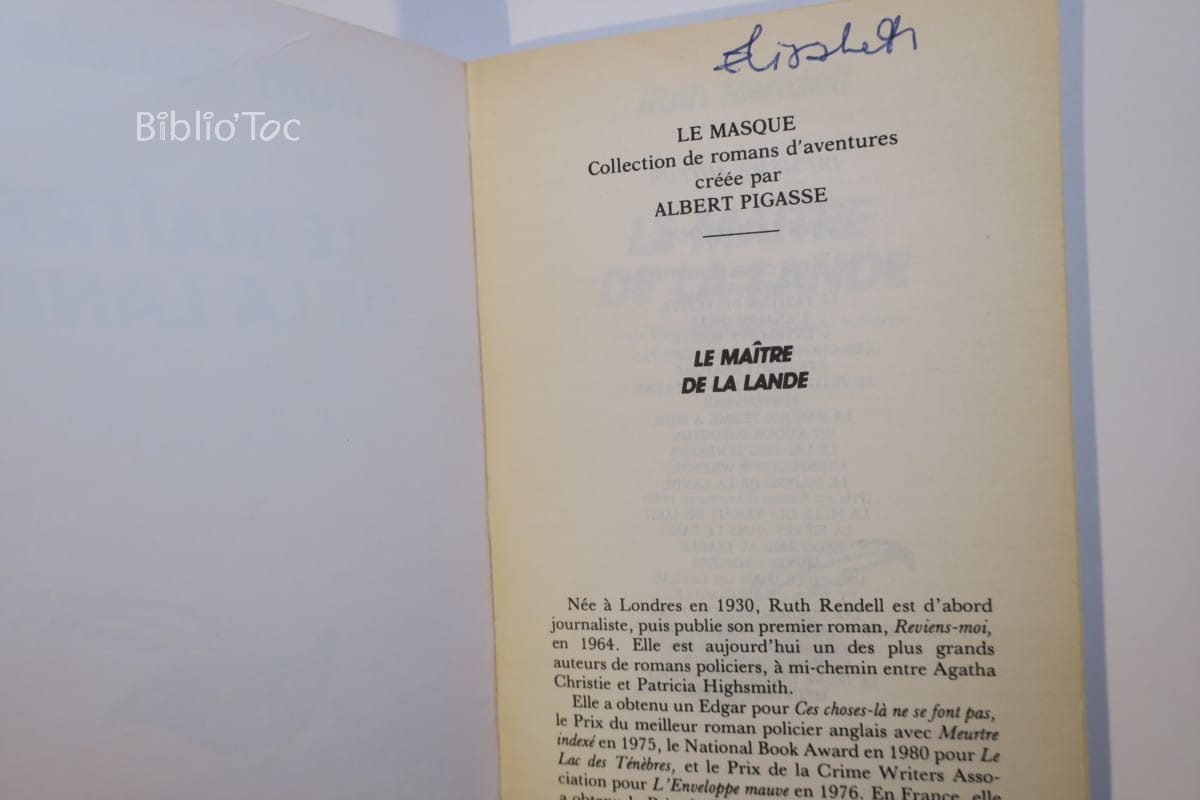 Biblio'Toc
Elisabeth
LE MASQUE
Collection de romans d'aventures
créée par
ALBERT PIGASSE
LE MAÎTRE
DE LA LANDE
Née à Londres en 1930, Ruth Rendell est d'abord
journaliste, puis publie son premier roman, Reviens-moi,
en 1964. Elle est aujourd'hui un des plus grands
auteurs de romans policiers, à mi-chemin entre Agatha
Christie et Patricia Highsmith.
Elle a obtenu un Edgar pour Ces choses-là ne se font pas,
le Prix du meilleur roman policier anglais avec Meurtre
indexé en 1975, le National Book Award en 1980 pour Le
Lac des Ténèbres, et le Prix de la Crime Writers Asso-
ciation pour L'Enveloppe mauve en 1976. En France, elle